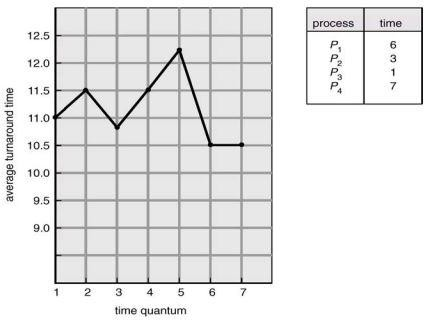 12.5
12.0
11.5
11.0
10.5
10.0
9.5
9.0
average turnaround time
1 2 3 4 5 6 7
time quantum
process time
P1 6
P2 3
P3 1
P4 7